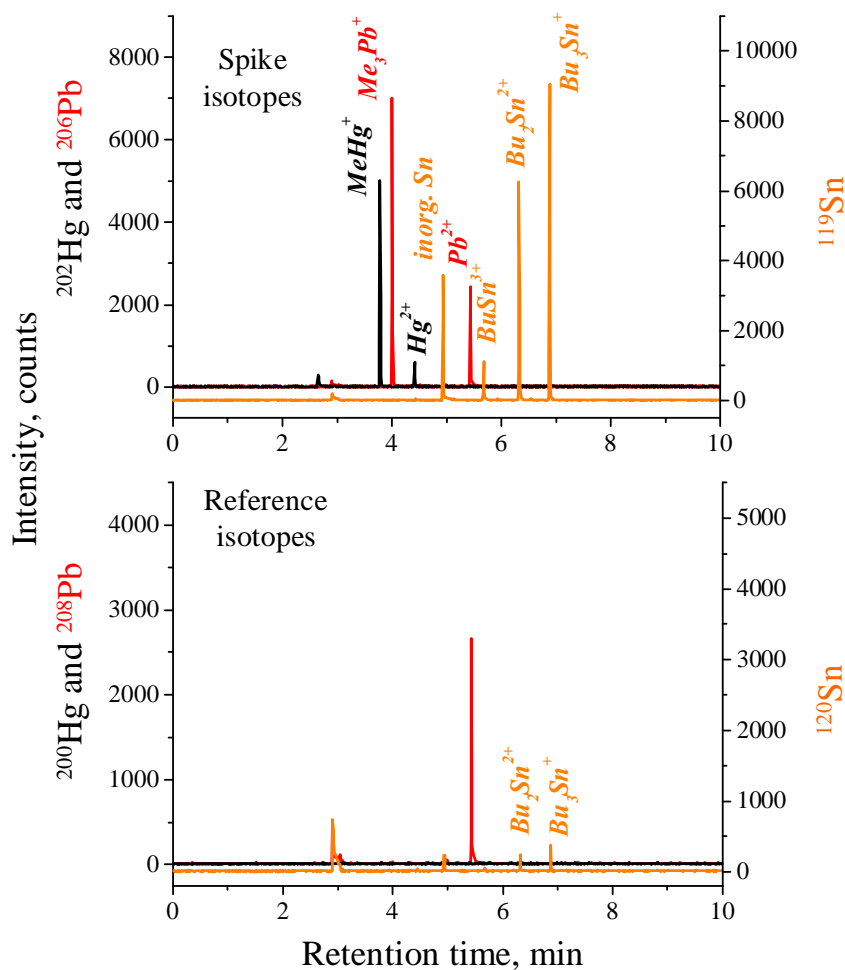 Spike
isotopes
MeHg⁺
Me₃Pb⁺
Hg²⁺
inorg. Sn
Pb²⁺
BuSn³⁺
Bu₂Sn²⁺
Bu₃Sn⁺
8000
6000
4000
2000
0
10000
8000
6000
4000
2000
0
²⁰²Hg and ²⁰⁶Pb
¹¹⁹Sn
0 2 4 6 8 10
Intensity, counts
Reference
isotopes
Bu₂Sn²⁺
Bu₃Sn⁺
4000
3000
2000
1000
0
5000
4000
3000
2000
1000
0
²⁰⁰Hg and ²⁰⁸Pb
¹²⁰Sn
0 2 4 6 8 10
Retention time, min